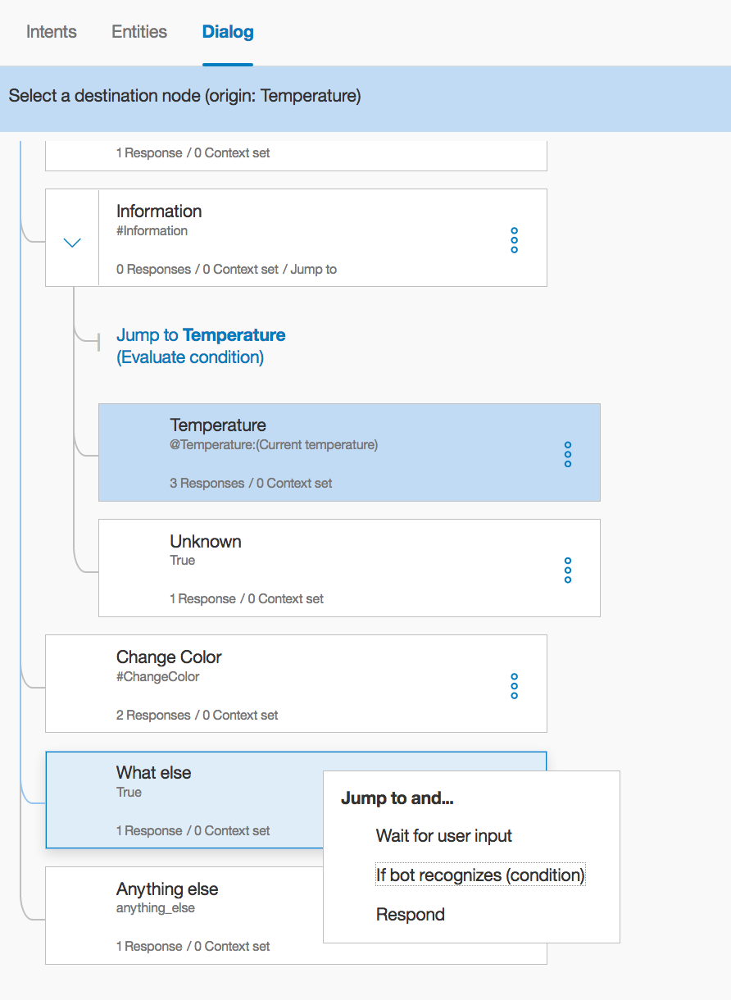 Intents Entities Dialog
Select a destination node (origin: Temperature)
1 Response / 0 Context set
Information
#Information
0 Responses / 0 Context set / Jump to
Jump to Temperature
(Evaluate condition)
Temperature
@Temperature:(Current temperature)
3 Responses / 0 Context set
Unknown
True
1 Response / 0 Context set
Change Color
#ChangeColor
2 Responses / 0 Context set
What else
True
1 Response / 0 Context set
Jump to and...
Wait for user input
If bot recognizes (condition)
Respond
Anything else
anything_else
1 Response / 0 Context set